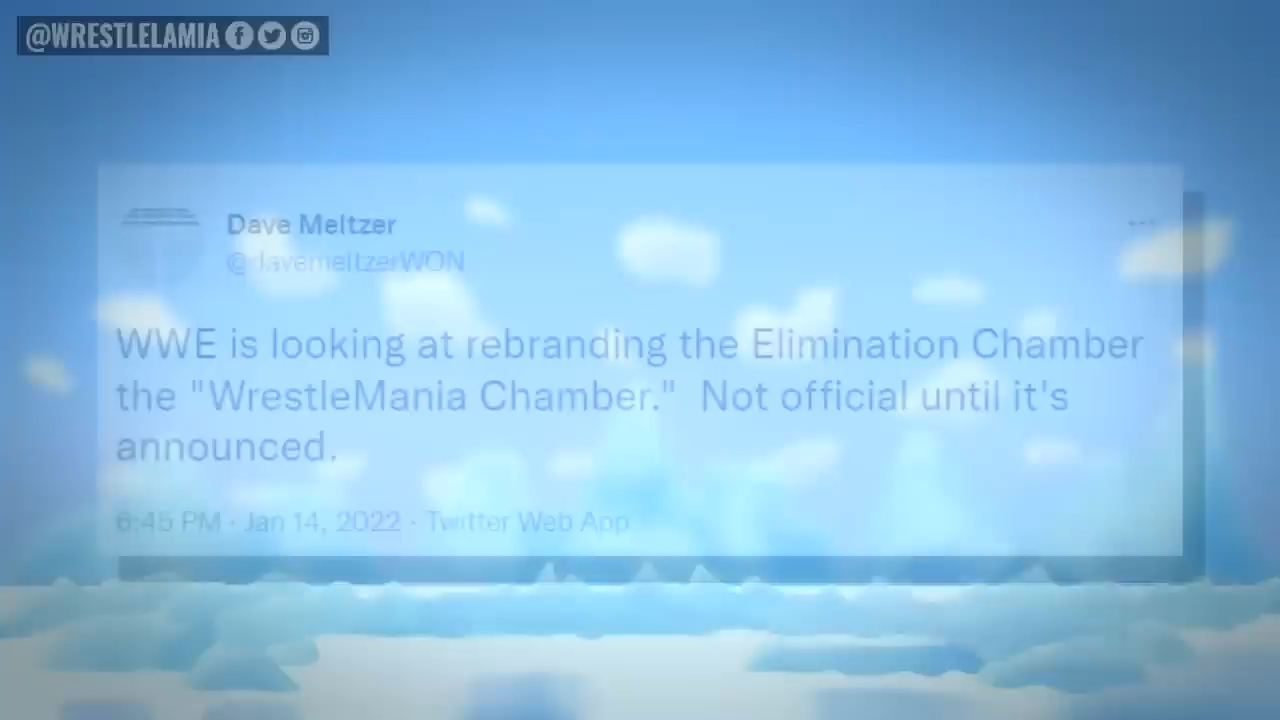 @WRESTLELAMIA
Dave Meltzer
@davemeltzerWON
WWE is looking at rebranding the Elimination Chamber
the "WrestleMania Chamber."  Not official until it's
announced.
6:45 PM · Jan 14, 2022 · Twitter Web App